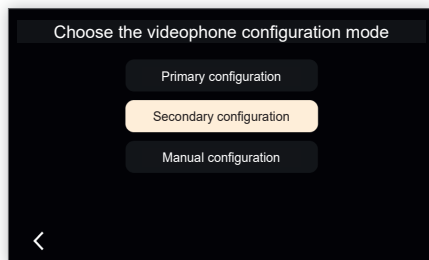 Choose the videophone configuration mode
Primary configuration
Secondary configuration
Manual configuration